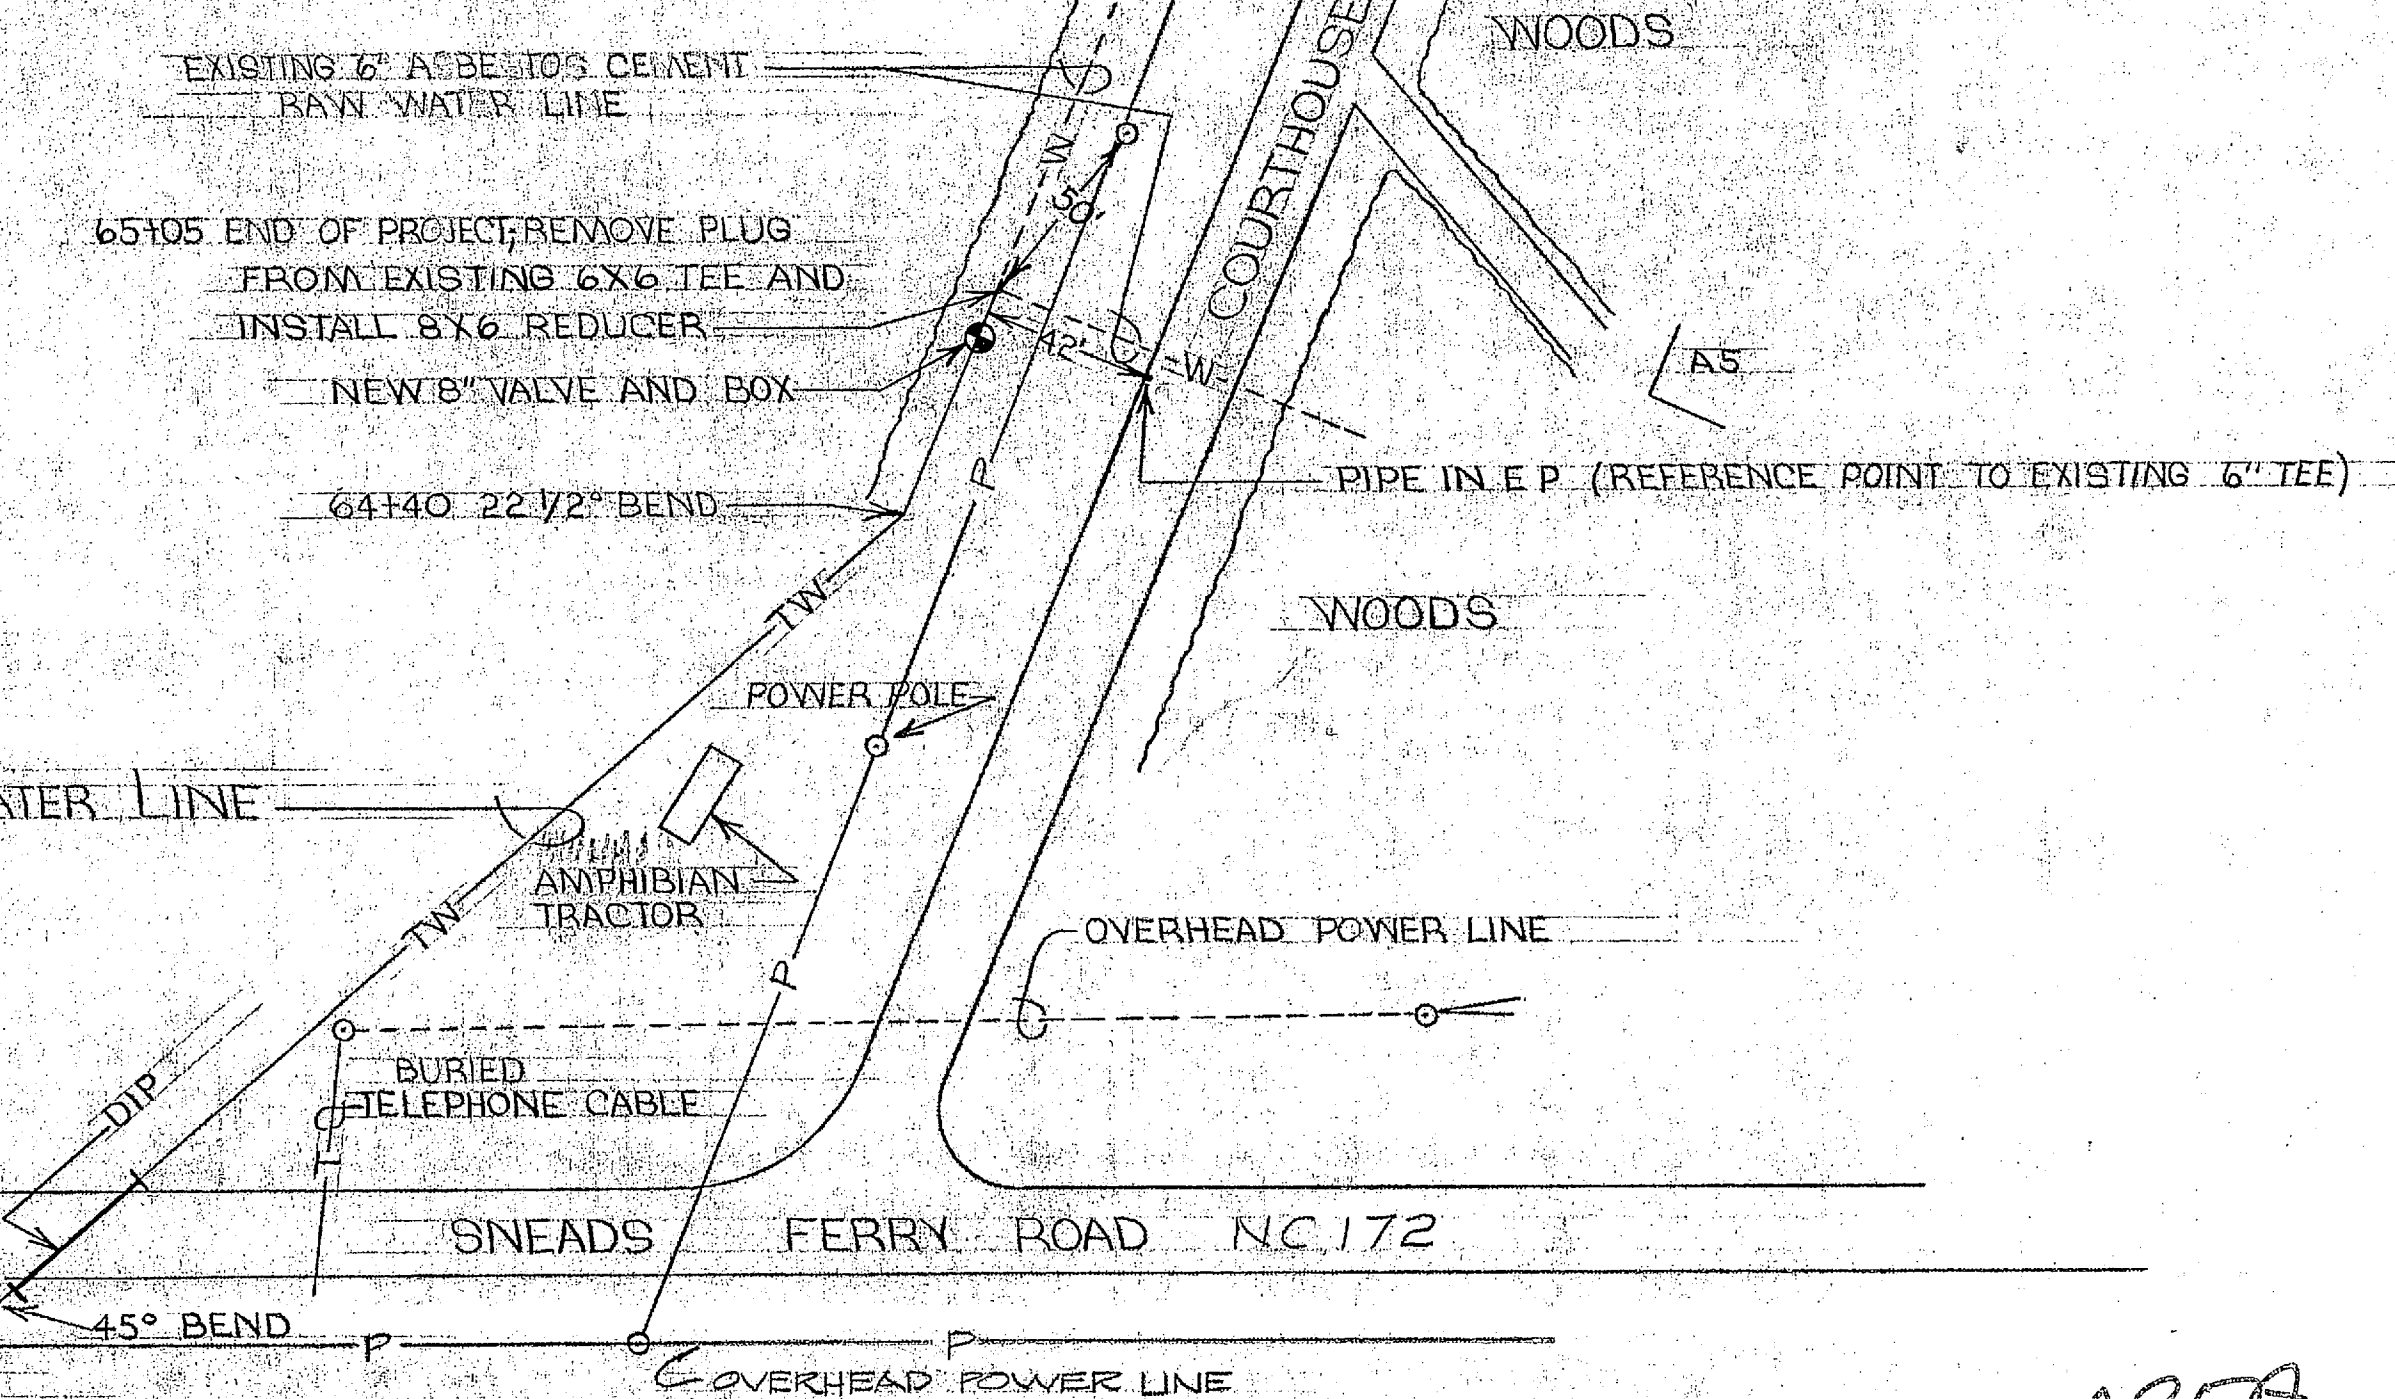 WOODS
EXISTING 6" ASBESTOS CEMENT
RAW WATER LINE
COURTHOUSE
W
50'
65+05 END OF PROJECT; REMOVE PLUG
FROM EXISTING 6X6 TEE AND
INSTALL 8X6 REDUCER
42'
W
A5
NEW 8" VALVE AND BOX
PIPE IN E P (REFERENCE POINT TO EXISTING 6" TEE)
P
64+40 22 1/2° BEND
TW
WOODS
POWER POLE
ATER LINE
AMPHIBIAN
TRACTOR
TW
OVERHEAD POWER LINE
P
BURIED
TELEPHONE CABLE
DIP
T
SNEADS FERRY ROAD NC 172
45° BEND
P
P
OVERHEAD POWER LINE